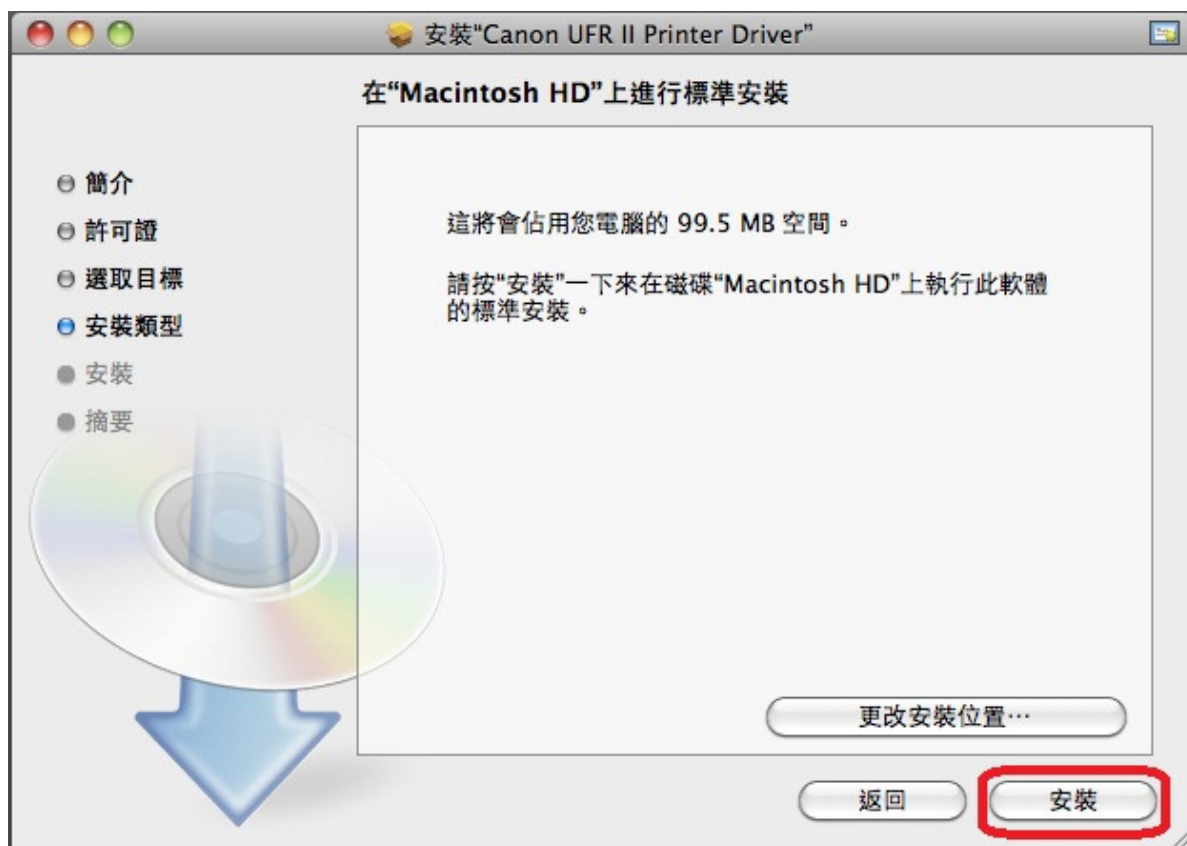 安裝“Canon UFR II Printer Driver”
在“Macintosh HD”上進行標準安裝
簡介
許可證
選取目標
安裝類型
安裝
摘要
這將會佔用您電腦的 99.5 MB 空間。
請按“安裝”一下來在磁碟“Macintosh HD”上執行此軟體
的標準安裝。
更改安裝位置⋯
返回
安裝